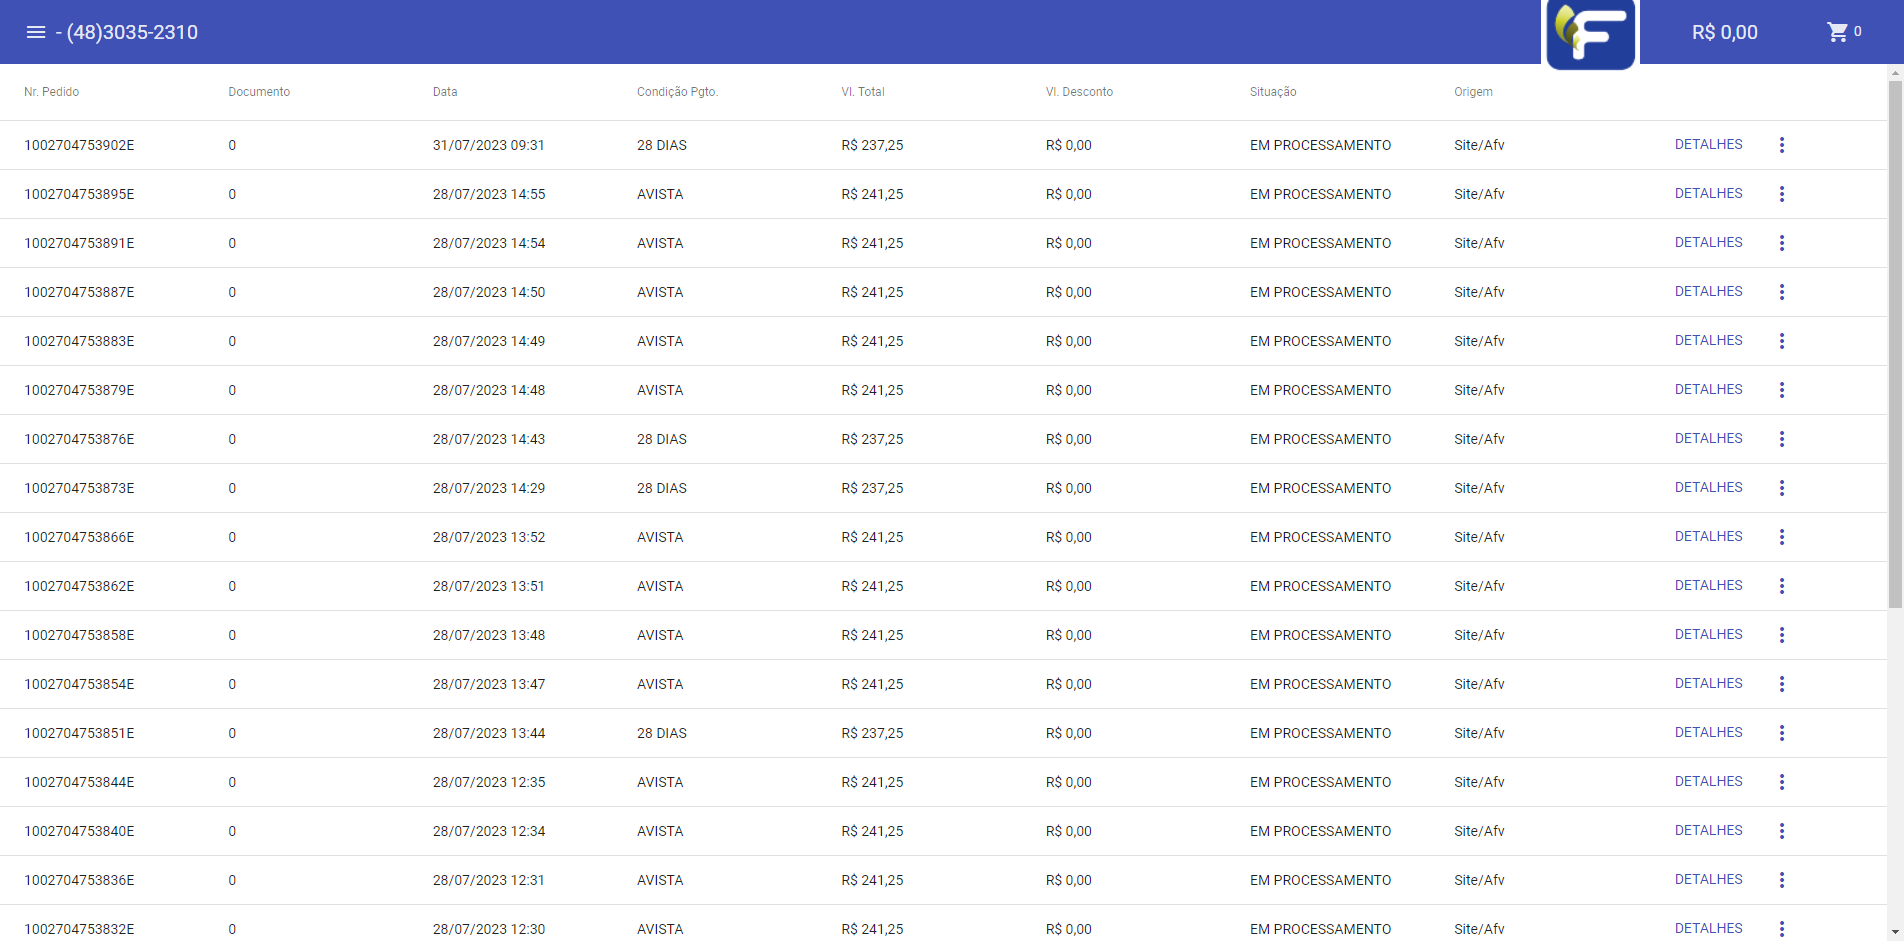 - (48)3035-2310 F R$ 0,00 0
Nr. Pedido Documento Data Condição Pgto. Vl. Total Vl. Desconto Situação Origem
1002704753902E 0 31/07/2023 09:31 28 DIAS R$ 237,25 R$ 0,00 EM PROCESSAMENTO Site/Afv DETALHES
1002704753895E 0 28/07/2023 14:55 AVISTA R$ 241,25 R$ 0,00 EM PROCESSAMENTO Site/Afv DETALHES
1002704753891E 0 28/07/2023 14:54 AVISTA R$ 241,25 R$ 0,00 EM PROCESSAMENTO Site/Afv DETALHES
1002704753887E 0 28/07/2023 14:50 AVISTA R$ 241,25 R$ 0,00 EM PROCESSAMENTO Site/Afv DETALHES
1002704753883E 0 28/07/2023 14:49 AVISTA R$ 241,25 R$ 0,00 EM PROCESSAMENTO Site/Afv DETALHES
1002704753879E 0 28/07/2023 14:48 AVISTA R$ 241,25 R$ 0,00 EM PROCESSAMENTO Site/Afv DETALHES
1002704753876E 0 28/07/2023 14:43 28 DIAS R$ 237,25 R$ 0,00 EM PROCESSAMENTO Site/Afv DETALHES
1002704753873E 0 28/07/2023 14:29 28 DIAS R$ 237,25 R$ 0,00 EM PROCESSAMENTO Site/Afv DETALHES
1002704753866E 0 28/07/2023 13:52 AVISTA R$ 241,25 R$ 0,00 EM PROCESSAMENTO Site/Afv DETALHES
1002704753862E 0 28/07/2023 13:51 AVISTA R$ 241,25 R$ 0,00 EM PROCESSAMENTO Site/Afv DETALHES
1002704753858E 0 28/07/2023 13:48 AVISTA R$ 241,25 R$ 0,00 EM PROCESSAMENTO Site/Afv DETALHES
1002704753854E 0 28/07/2023 13:47 AVISTA R$ 241,25 R$ 0,00 EM PROCESSAMENTO Site/Afv DETALHES
1002704753851E 0 28/07/2023 13:44 28 DIAS R$ 237,25 R$ 0,00 EM PROCESSAMENTO Site/Afv DETALHES
1002704753844E 0 28/07/2023 12:35 AVISTA R$ 241,25 R$ 0,00 EM PROCESSAMENTO Site/Afv DETALHES
1002704753840E 0 28/07/2023 12:34 AVISTA R$ 241,25 R$ 0,00 EM PROCESSAMENTO Site/Afv DETALHES
1002704753836E 0 28/07/2023 12:31 AVISTA R$ 241,25 R$ 0,00 EM PROCESSAMENTO Site/Afv DETALHES
1002704753832E 0 28/07/2023 12:30 AVISTA R$ 241,25 R$ 0,00 EM PROCESSAMENTO Site/Afv DETALHES